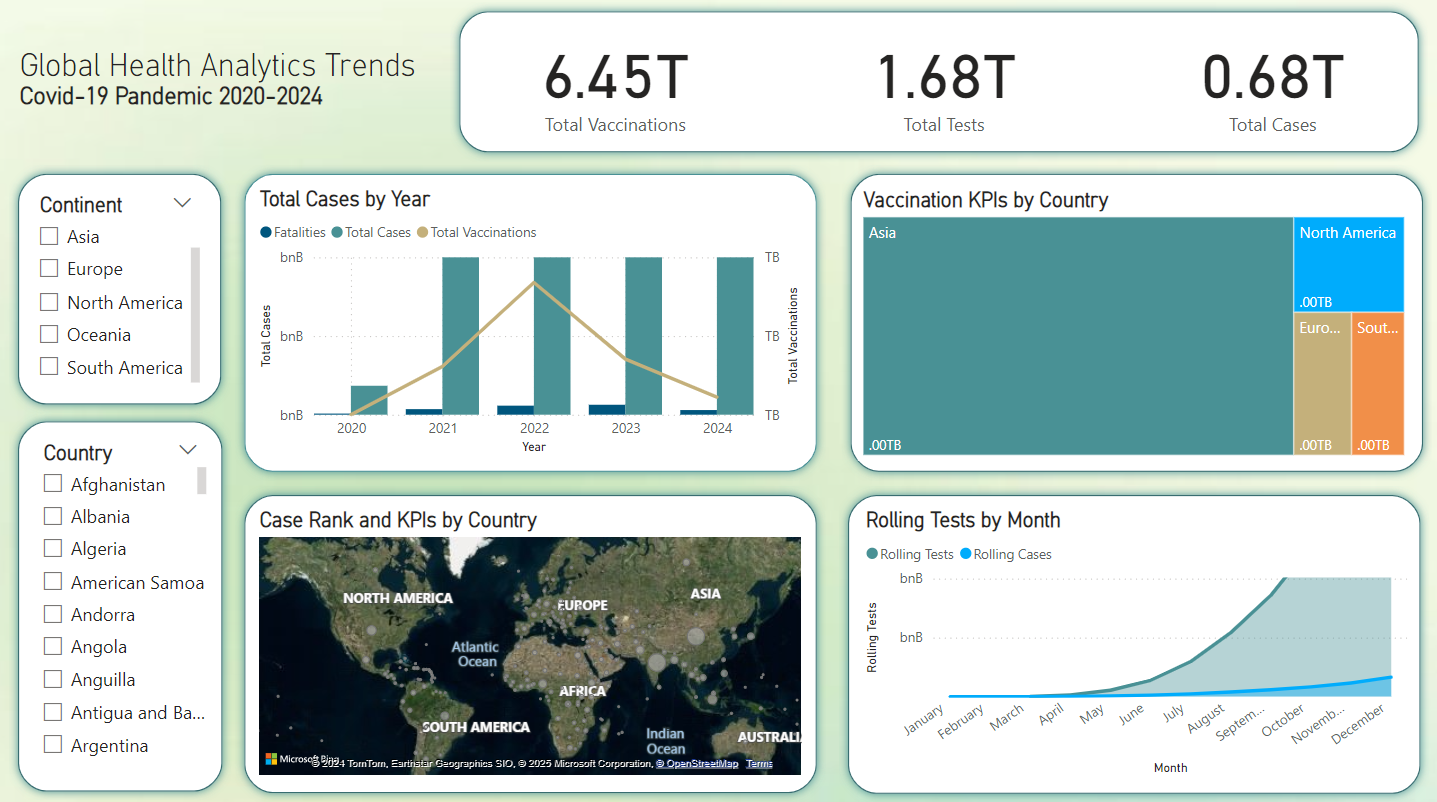 Global Health Analytics Trends
Covid-19 Pandemic 2020-2024
6.45T
Total Vaccinations
1.68T
Total Tests
0.68T
Total Cases
Continent
Asia
Europe
North America
Oceania
South America
Country
Afghanistan
Albania
Algeria
American Samoa
Andorra
Angola
Anguilla
Antigua and Ba...
Argentina
Total Cases by Year
Fatalities Total Cases Total Vaccinations
bnB
bnB
bnB
Total Cases
TB
TB
TB
Total Vaccinations
2020 2021 2022 2023 2024
Year
Vaccination KPIs by Country
Asia
.00TB
North America
.00TB
Euro...
.00TB
Sout...
.00TB
Case Rank and KPIs by Country
NORTH AMERICA
EUROPE
ASIA
Atlantic
Ocean
AFRICA
SOUTH AMERICA
Indian
Ocean
AUSTRALIA
Microsoft Bing
© 2024 TomTom, Earthstar Geographics SIO, © 2025 Microsoft Corporation, © OpenStreetMap Terms
Rolling Tests by Month
Rolling Tests Rolling Cases
bnB
bnB
Rolling Tests
January February March April May June July August Septem... October Novemb... December
Month